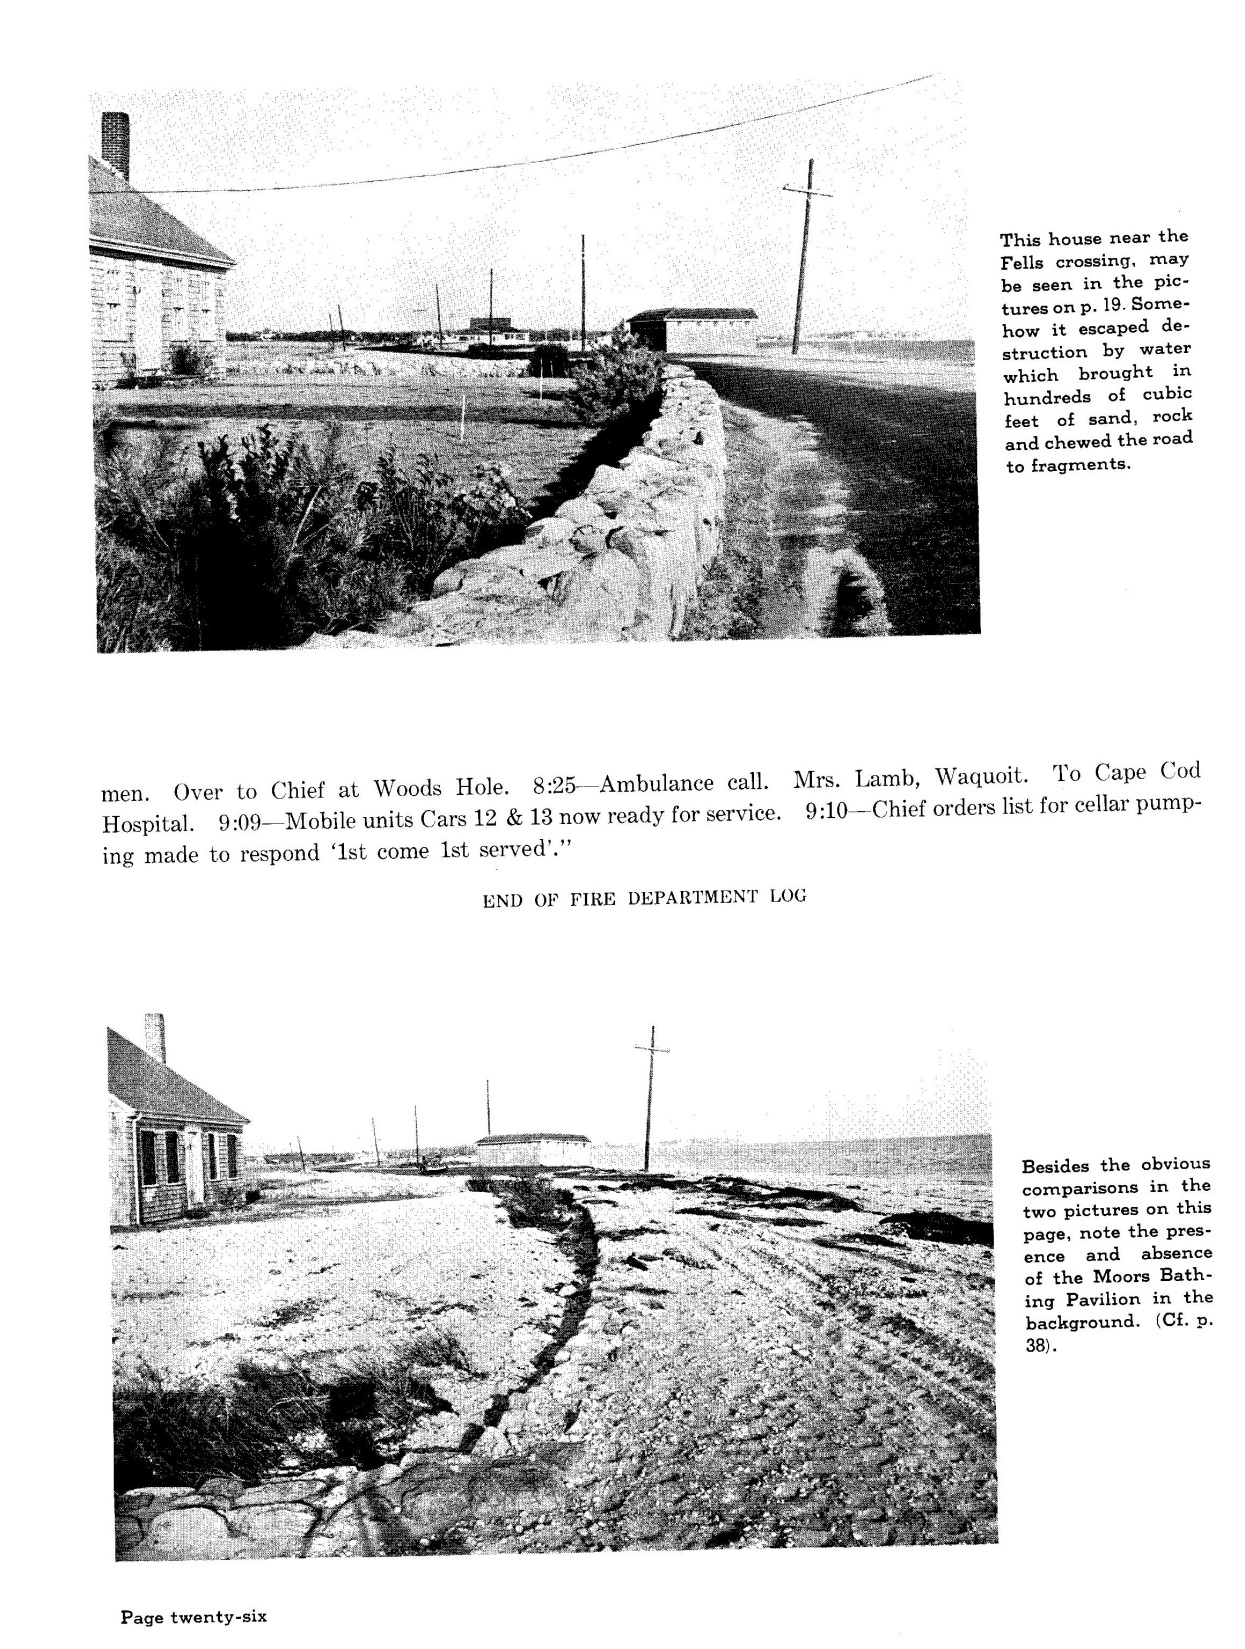 This house near the
Fells crossing, may
be seen in the pic-
tures on p. 19. Some-
how it escaped de-
struction by water
which brought in
hundreds of cubic
feet of sand, rock
and chewed the road
to fragments.
men. Over to Chief at Woods Hole. 8:25—Ambulance call. Mrs. Lamb, Waquoit. To Cape Cod
Hospital. 9:09—Mobile units Cars 12 & 13 now ready for service. 9:10—Chief orders list for cellar pump-
ing made to respond ‘1st come 1st served’.”
END OF FIRE DEPARTMENT LOG
Besides the obvious
comparisons in the
two pictures on this
page, note the pres-
ence and absence
of the Moors Bath-
ing Pavilion in the
background. (Cf. p.
38).
Page twenty-six